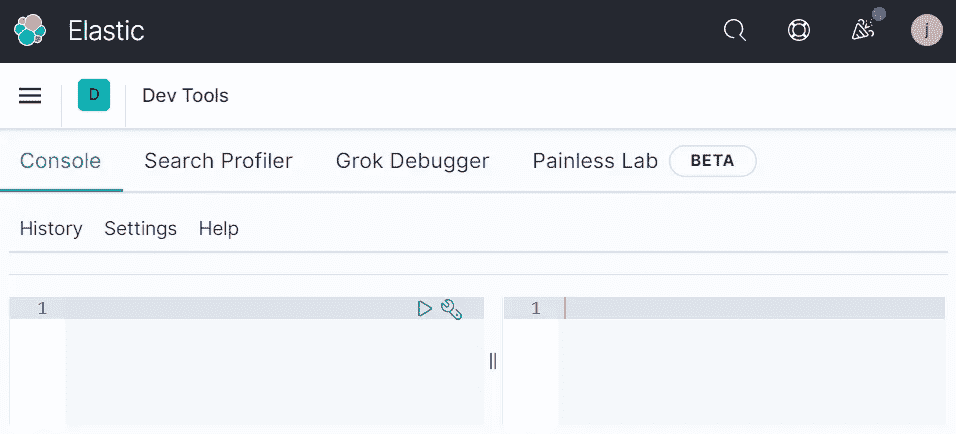 Elastic
j
D
Dev Tools
Console Search Profiler Grok Debugger Painless Lab BETA
History Settings Help
1 1